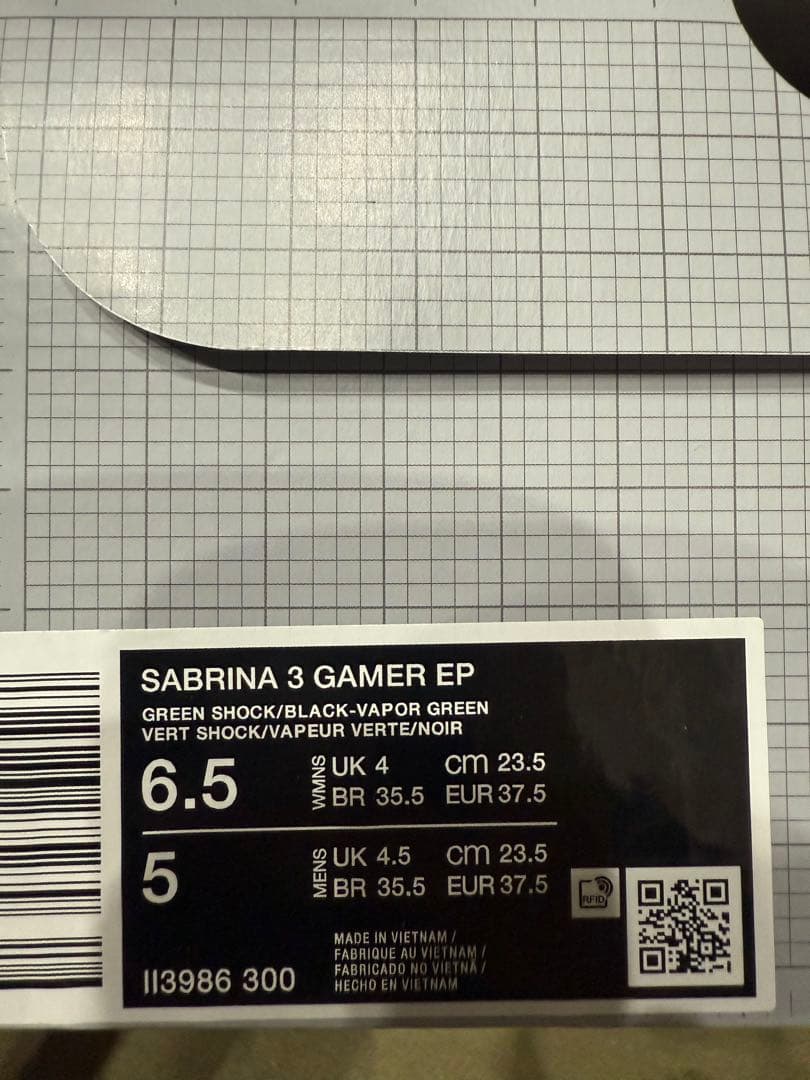 SABRINA 3 GAMER EP
GREEN SHOCK/BLACK-VAPOR GREEN
VERT SHOCK/VAPEUR VERTE/NOIR
6.5 WMNS UK 4 cm 23.5
BR 35.5 EUR 37.5
5 MENS UK 4.5 cm 23.5
BR 35.5 EUR 37.5
RFID
MADE IN VIETNAM /
FABRIQUE AU VIETNAM /
FABRICADO NO VIETNÃ /
HECHO EN VIETNAM
II3986 300